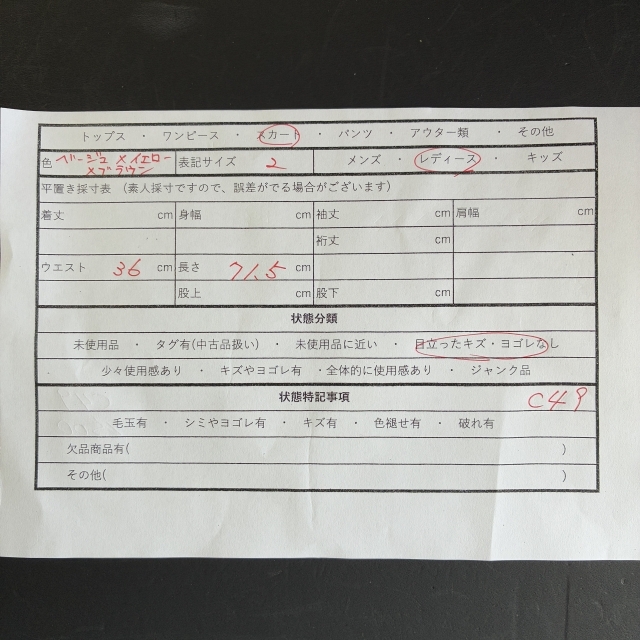 トップス ・ ワンピース ・ スカート ・ パンツ ・ アウター類 ・ その他
色 ベージュ×イエロー×ブラウン 表記サイズ 2 メンズ ・ レディース ・ キッズ
平置き採寸表 （素人採寸ですので、誤差がでる場合がございます）
着丈 cm 身幅 cm 袖丈 cm 肩幅 cm
裄丈 cm
ウエスト 36 cm 長さ 71.5 cm
股上 cm 股下 cm
状態分類
未使用品 ・ タグ有(中古品扱い) ・ 未使用品に近い ・ 目立ったキズ・ヨゴレなし
少々使用感あり ・ キズやヨゴレ有 ・全体的に使用感あり ・ ジャンク品
状態特記事項 C49
毛玉有 ・ シミやヨゴレ有 ・ キズ有 ・ 色褪せ有 ・ 破れ有
欠品商品有( )
その他( )